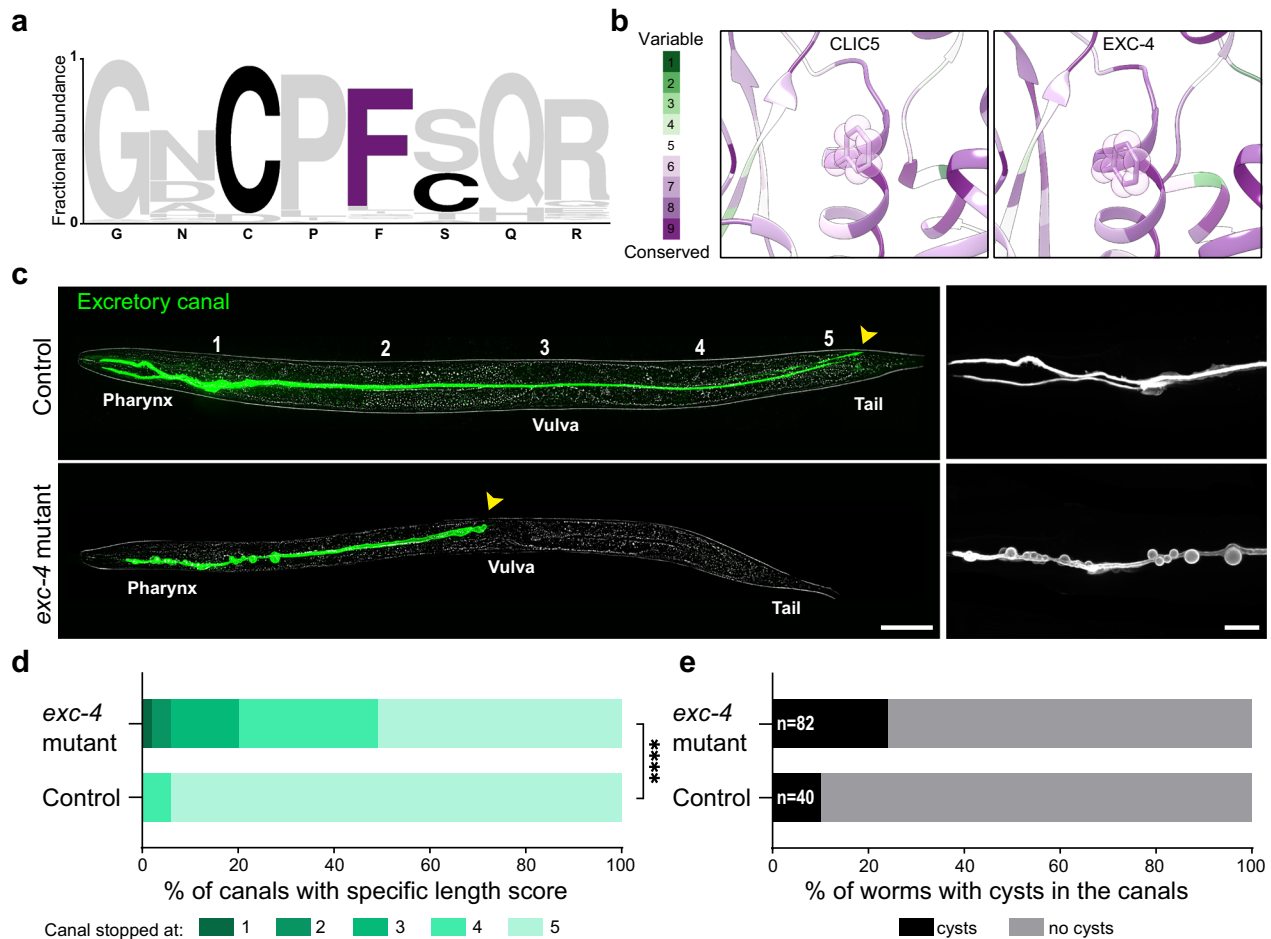 a
Fractional abundance
1
0
G N C P F S Q R
D C
G N C P F S Q R
b
Variable
1
2
3
4
5
6
7
8
9
Conserved
CLIC5
EXC-4
c
Control
Excretory canal
1 2 3 4 5
Pharynx
Vulva
Tail
exc-4 mutant
Pharynx
Vulva
Tail
d
exc-4
mutant
Control
****
0 20 40 60 80 100
% of canals with specific length score
Canal stopped at: 1 2 3 4 5
e
exc-4
mutant
n=82
Control
n=40
0 20 40 60 80 100
% of worms with cysts in the canals
cysts no cysts